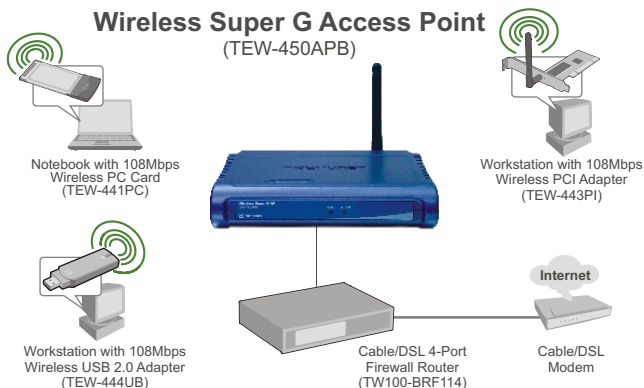 Wireless Super G Access Point
(TEW-450APB)
Notebook with 108Mbps
Wireless PC Card
(TEW-441PC)
Workstation with 108Mbps
Wireless PCI Adapter
(TEW-443PI)
Workstation with 108Mbps
Wireless USB 2.0 Adapter
(TEW-444UB)
Cable/DSL 4-Port
Firewall Router
(TW100-BRF114)
Internet
Cable/DSL
Modem